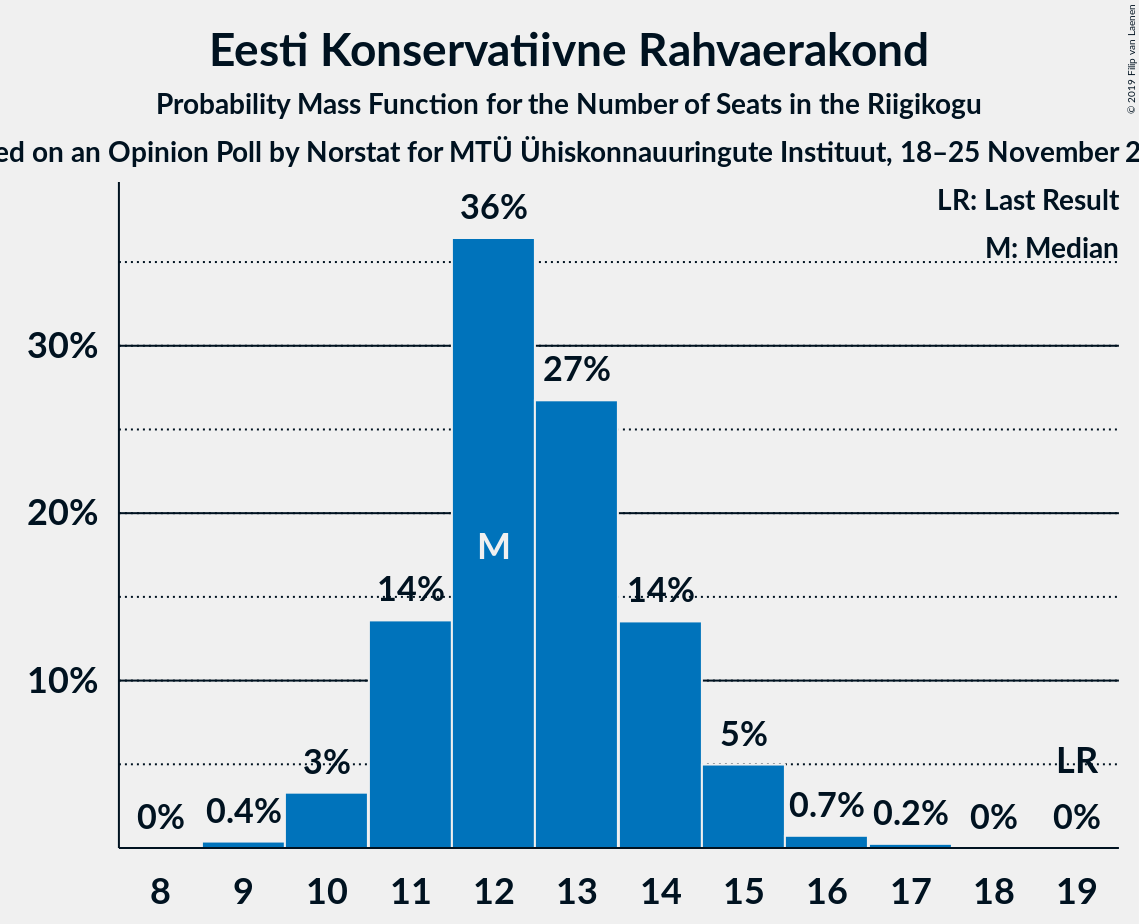 Eesti Konservatiivne Rahvaerakond
Probability Mass Function for the Number of Seats in the Riigikogu
ed on an Opinion Poll by Norstat for MTÜ Ühiskonnauuringute Instituut, 18–25 November 2
© 2019 Filip van Laenen
LR: Last Result
M: Median
36%
30%
27%
20%
M
14%
14%
10%
5%
LR
3%
0%
0.4%
0.7%
0.2%
0%
0%
8 9 10 11 12 13 14 15 16 17 18 19